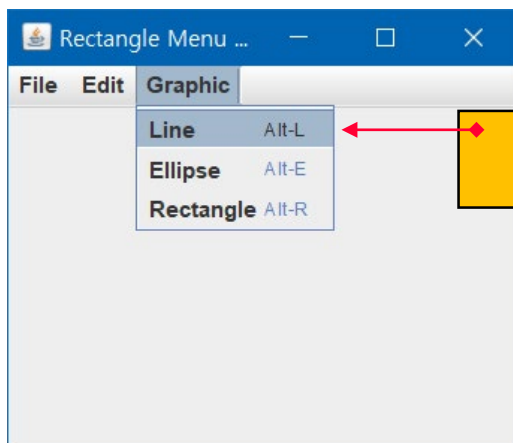 Rectangle Menu ...
File Edit Graphic
Line Alt-L
Ellipse Alt-E
Rectangle Alt-R